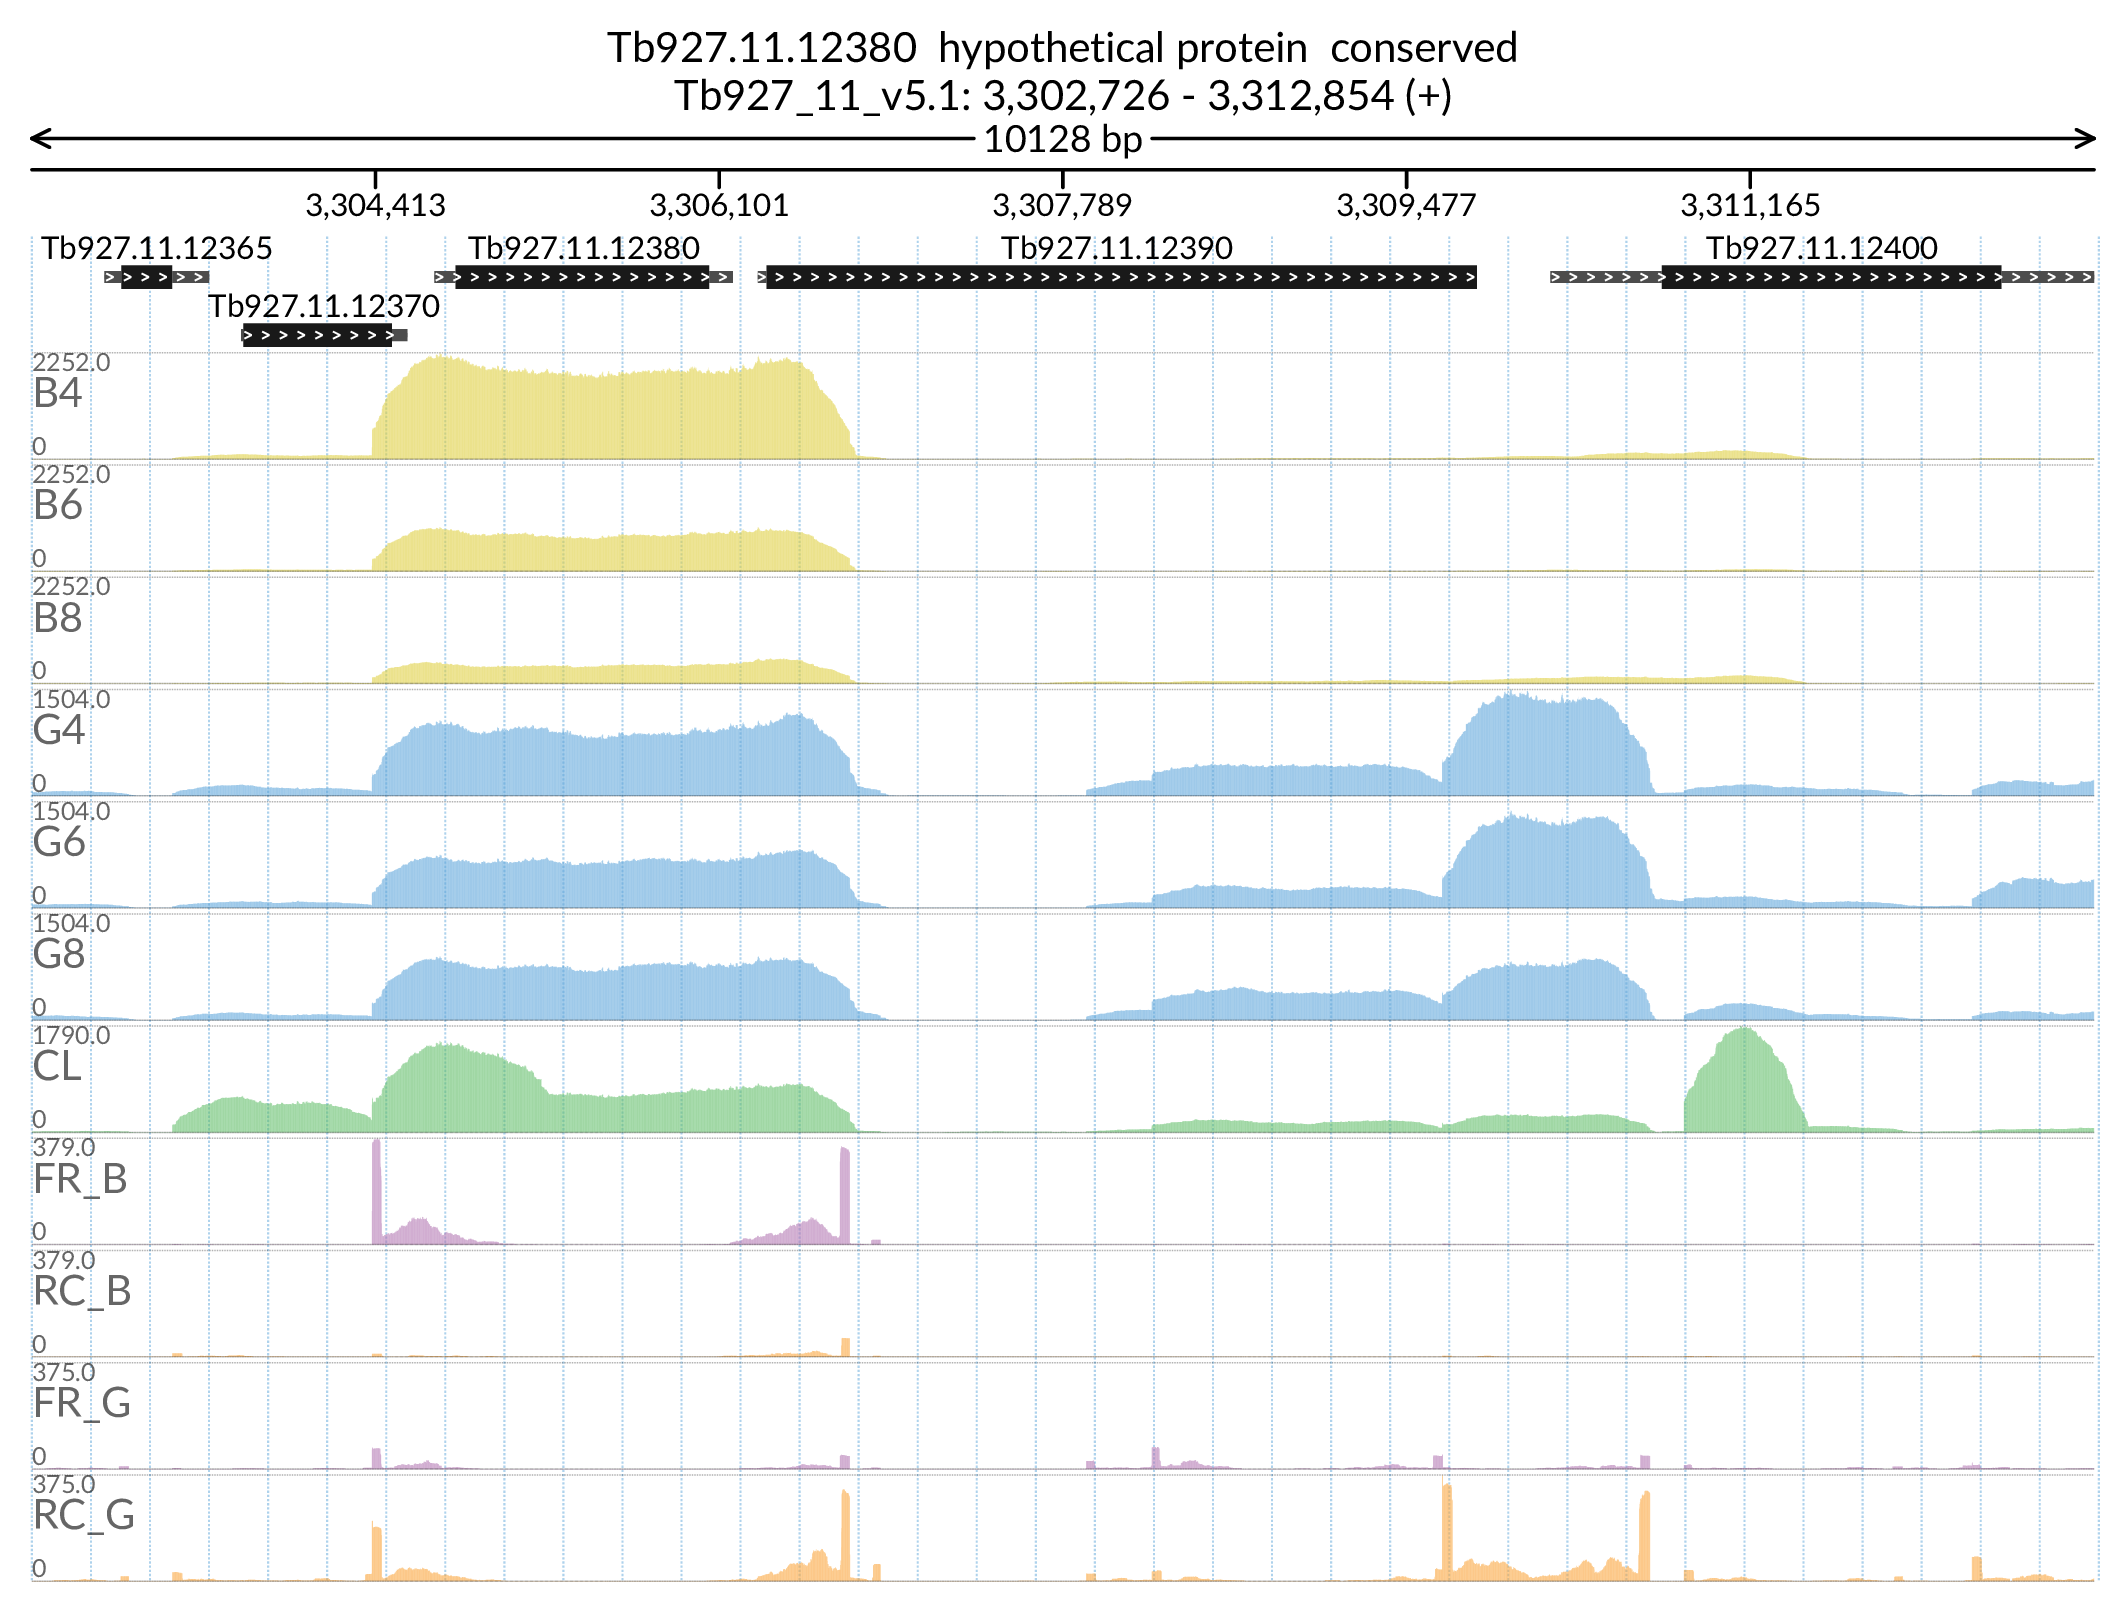 Tb927.11.12380  hypothetical protein  conserved
Tb927_11_v5.1: 3,302,726 - 3,312,854 (+)
10128 bp
3,304,413 3,306,101 3,307,789 3,309,477 3,311,165
Tb927.11.12365 Tb927.11.12380 Tb927.11.12390 Tb927.11.12400
Tb927.11.12370
2252.0
B4
0
2252.0
B6
0
2252.0
B8
0
1504.0
G4
0
1504.0
G6
0
1504.0
G8
0
1790.0
CL
0
379.0
FR_B
0
379.0
RC_B
0
375.0
FR_G
0
375.0
RC_G
0